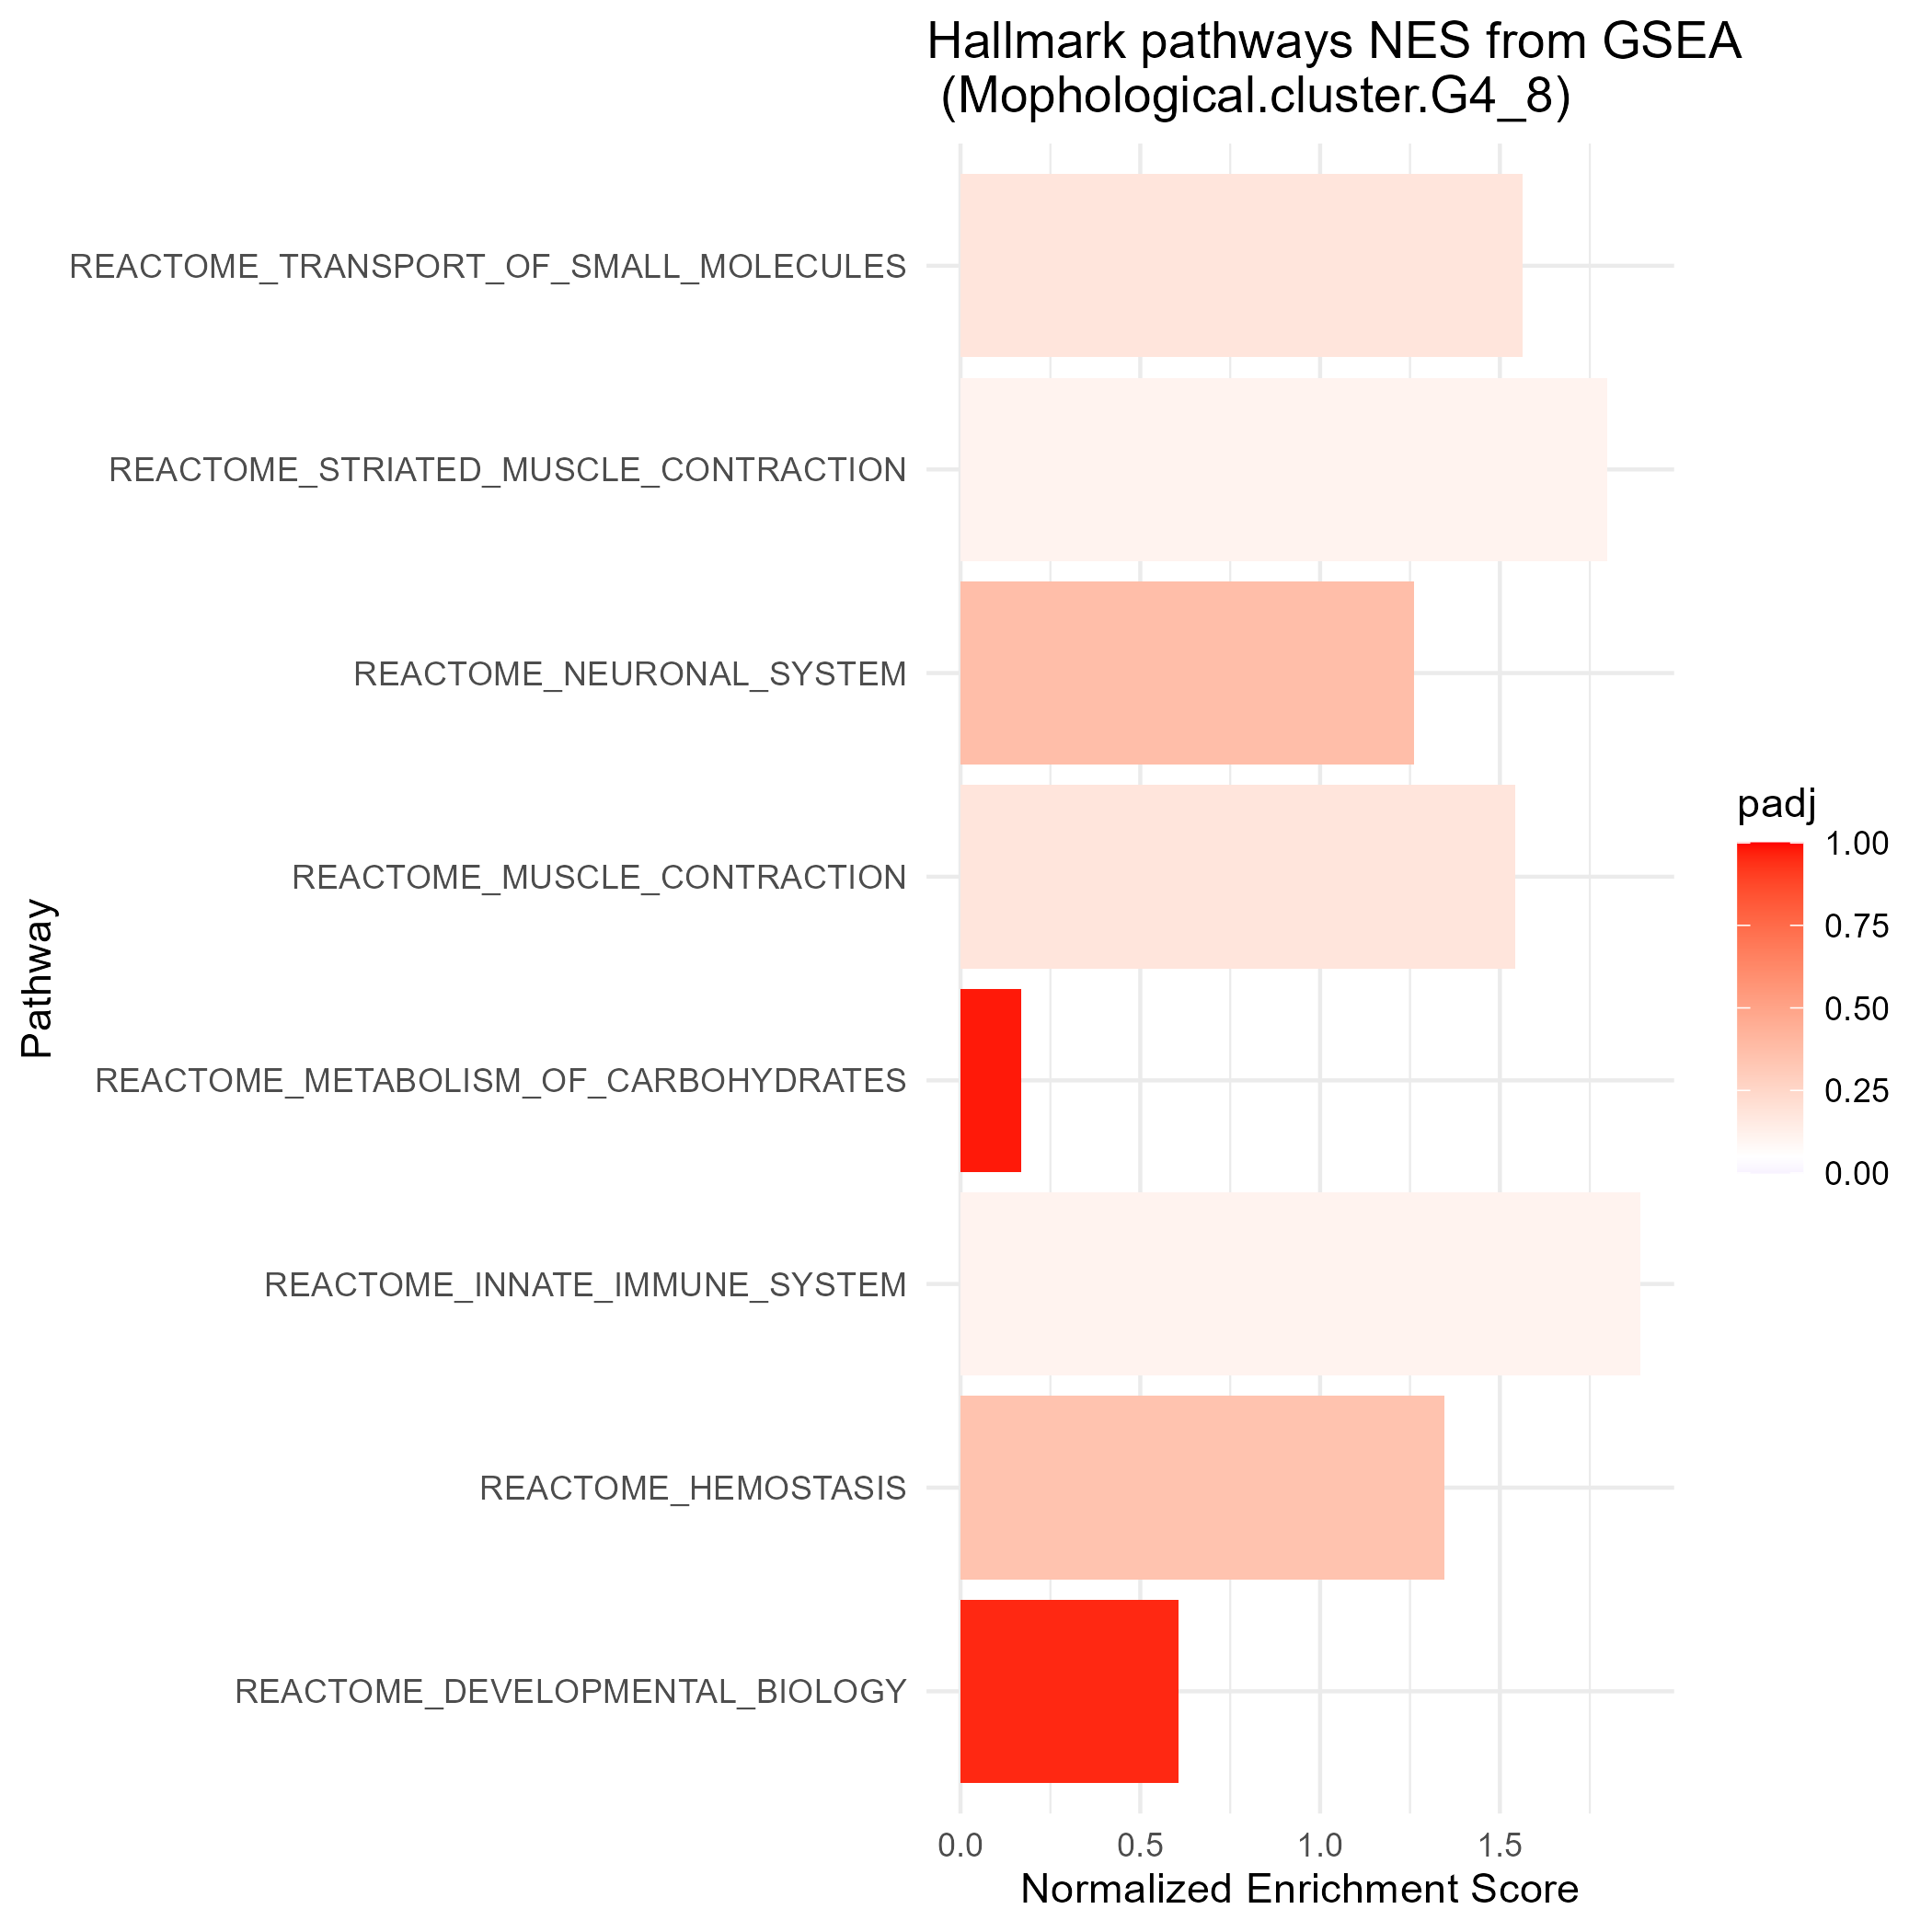 Hallmark pathways NES from GSEA
(Mophological.cluster.G4_8)
REACTOME_TRANSPORT_OF_SMALL_MOLECULES
REACTOME_STRIATED_MUSCLE_CONTRACTION
REACTOME_NEURONAL_SYSTEM
REACTOME_MUSCLE_CONTRACTION
REACTOME_METABOLISM_OF_CARBOHYDRATES
REACTOME_INNATE_IMMUNE_SYSTEM
REACTOME_HEMOSTASIS
REACTOME_DEVELOPMENTAL_BIOLOGY
Pathway
0.0 0.5 1.0 1.5
Normalized Enrichment Score
padj
1.00
0.75
0.50
0.25
0.00